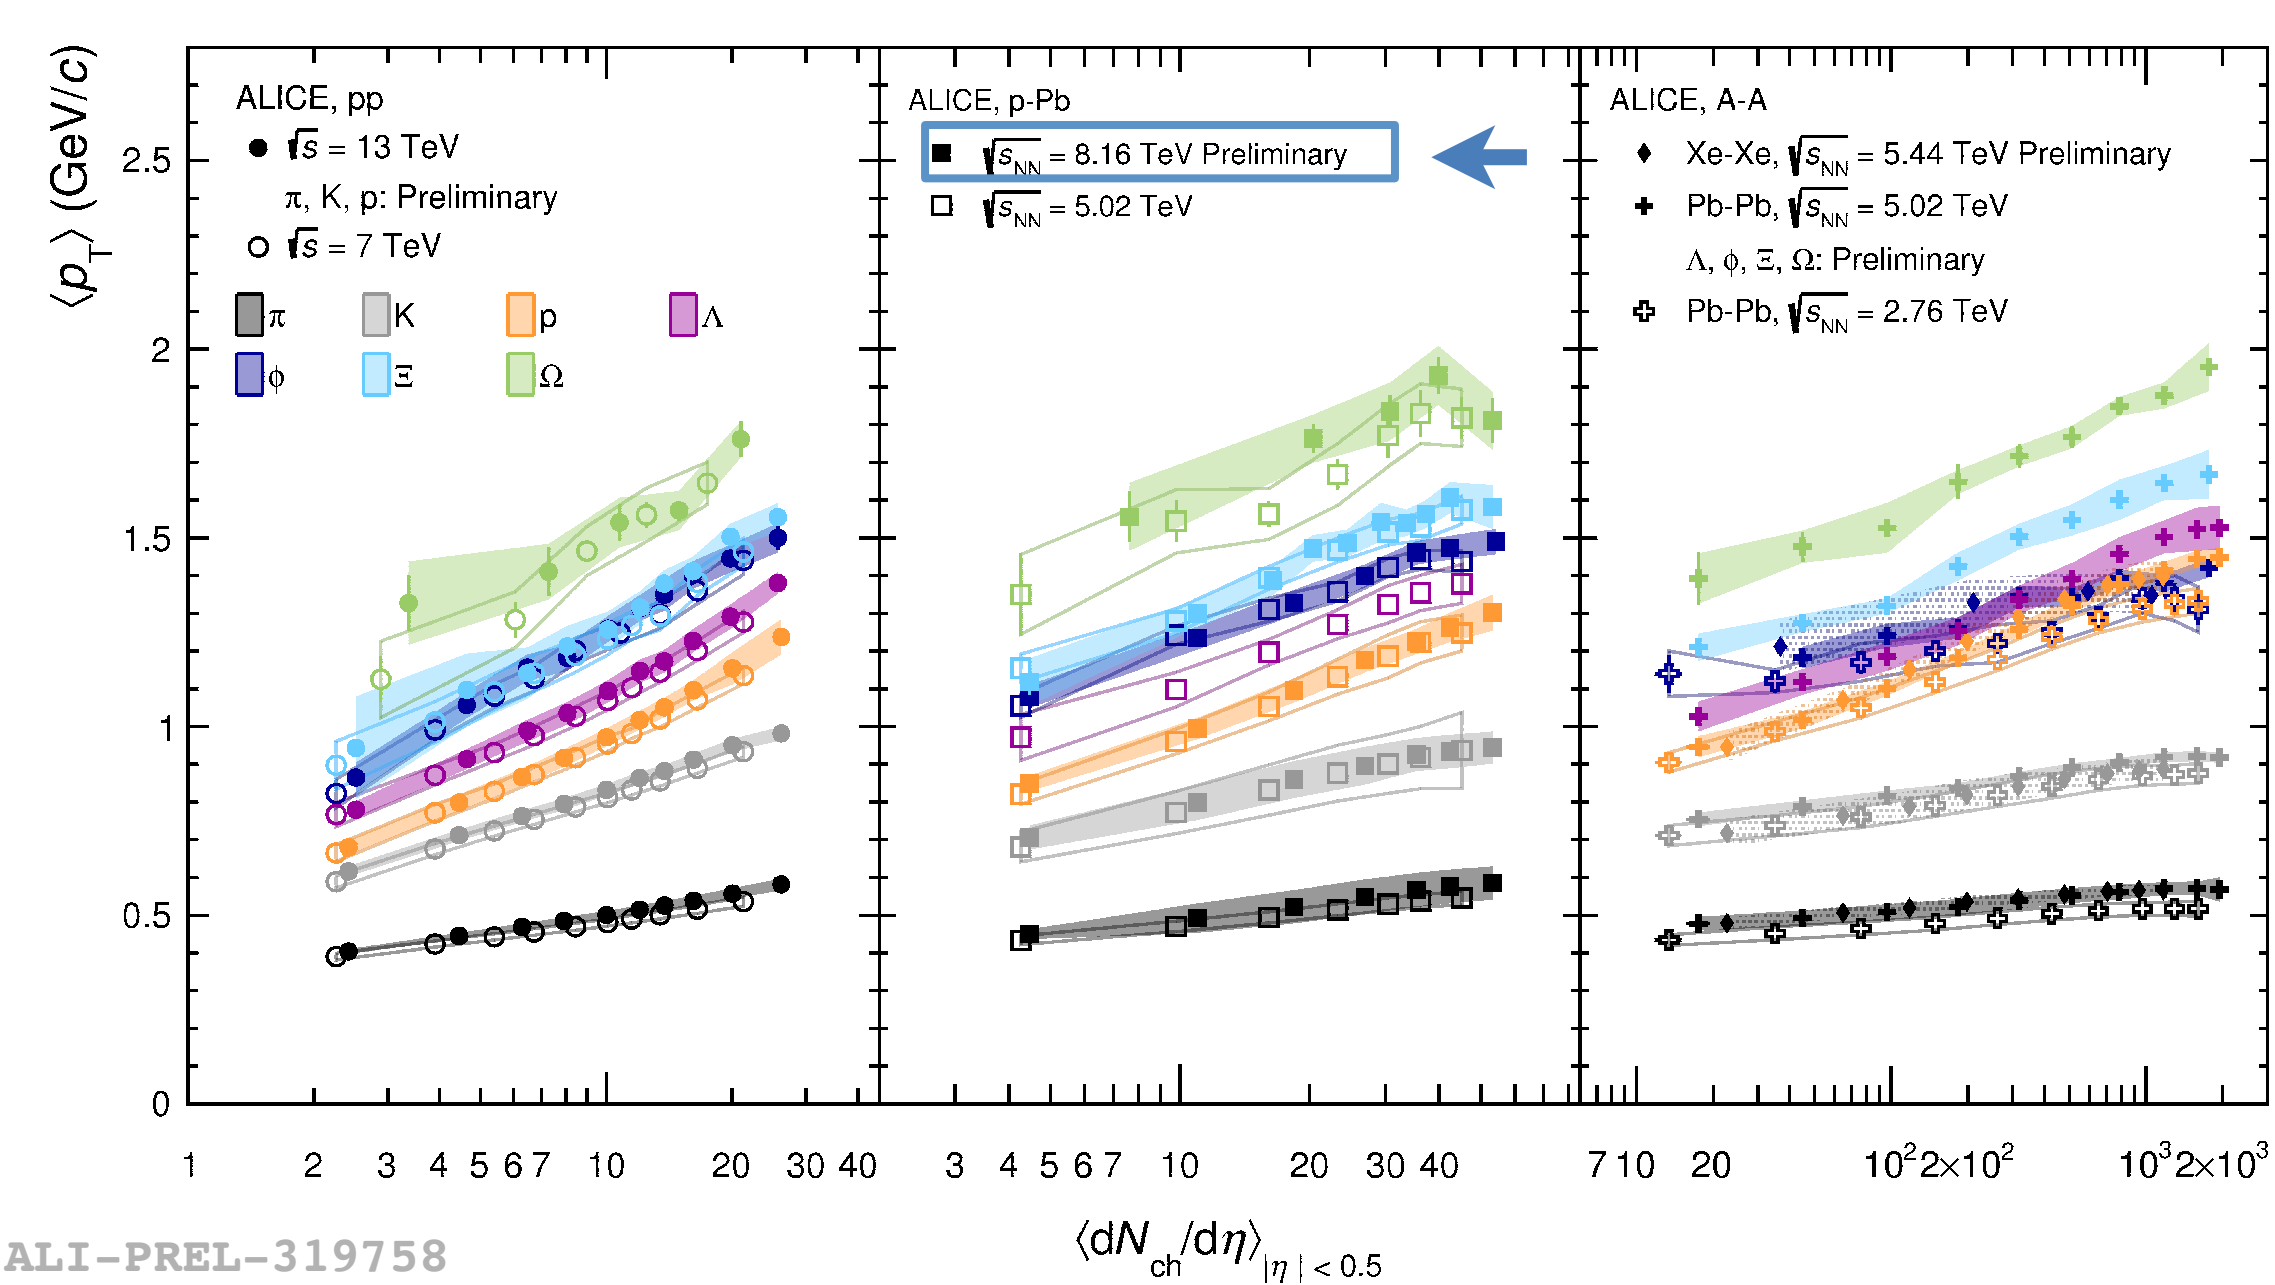 ⟨pT⟩ (GeV/c)
2.5
2
1.5
1
0.5
0
ALICE, pp
√s = 13 TeV
π, K, p: Preliminary
√s = 7 TeV
π K p Λ
ϕ Ξ Ω
ALICE, p-Pb
√sNN = 8.16 TeV Preliminary
√sNN = 5.02 TeV
ALICE, A-A
Xe-Xe, √sNN = 5.44 TeV Preliminary
Pb-Pb, √sNN = 5.02 TeV
Λ, ϕ, Ξ, Ω: Preliminary
Pb-Pb, √sNN = 2.76 TeV
1 2 3 4 5 6 7 10 20 30 40
3 4 5 6 7 10 20 30 40
7 10 20 10² 2×10² 10³ 2×10³
⟨dNch/dη⟩|η| < 0.5
ALI-PREL-319758